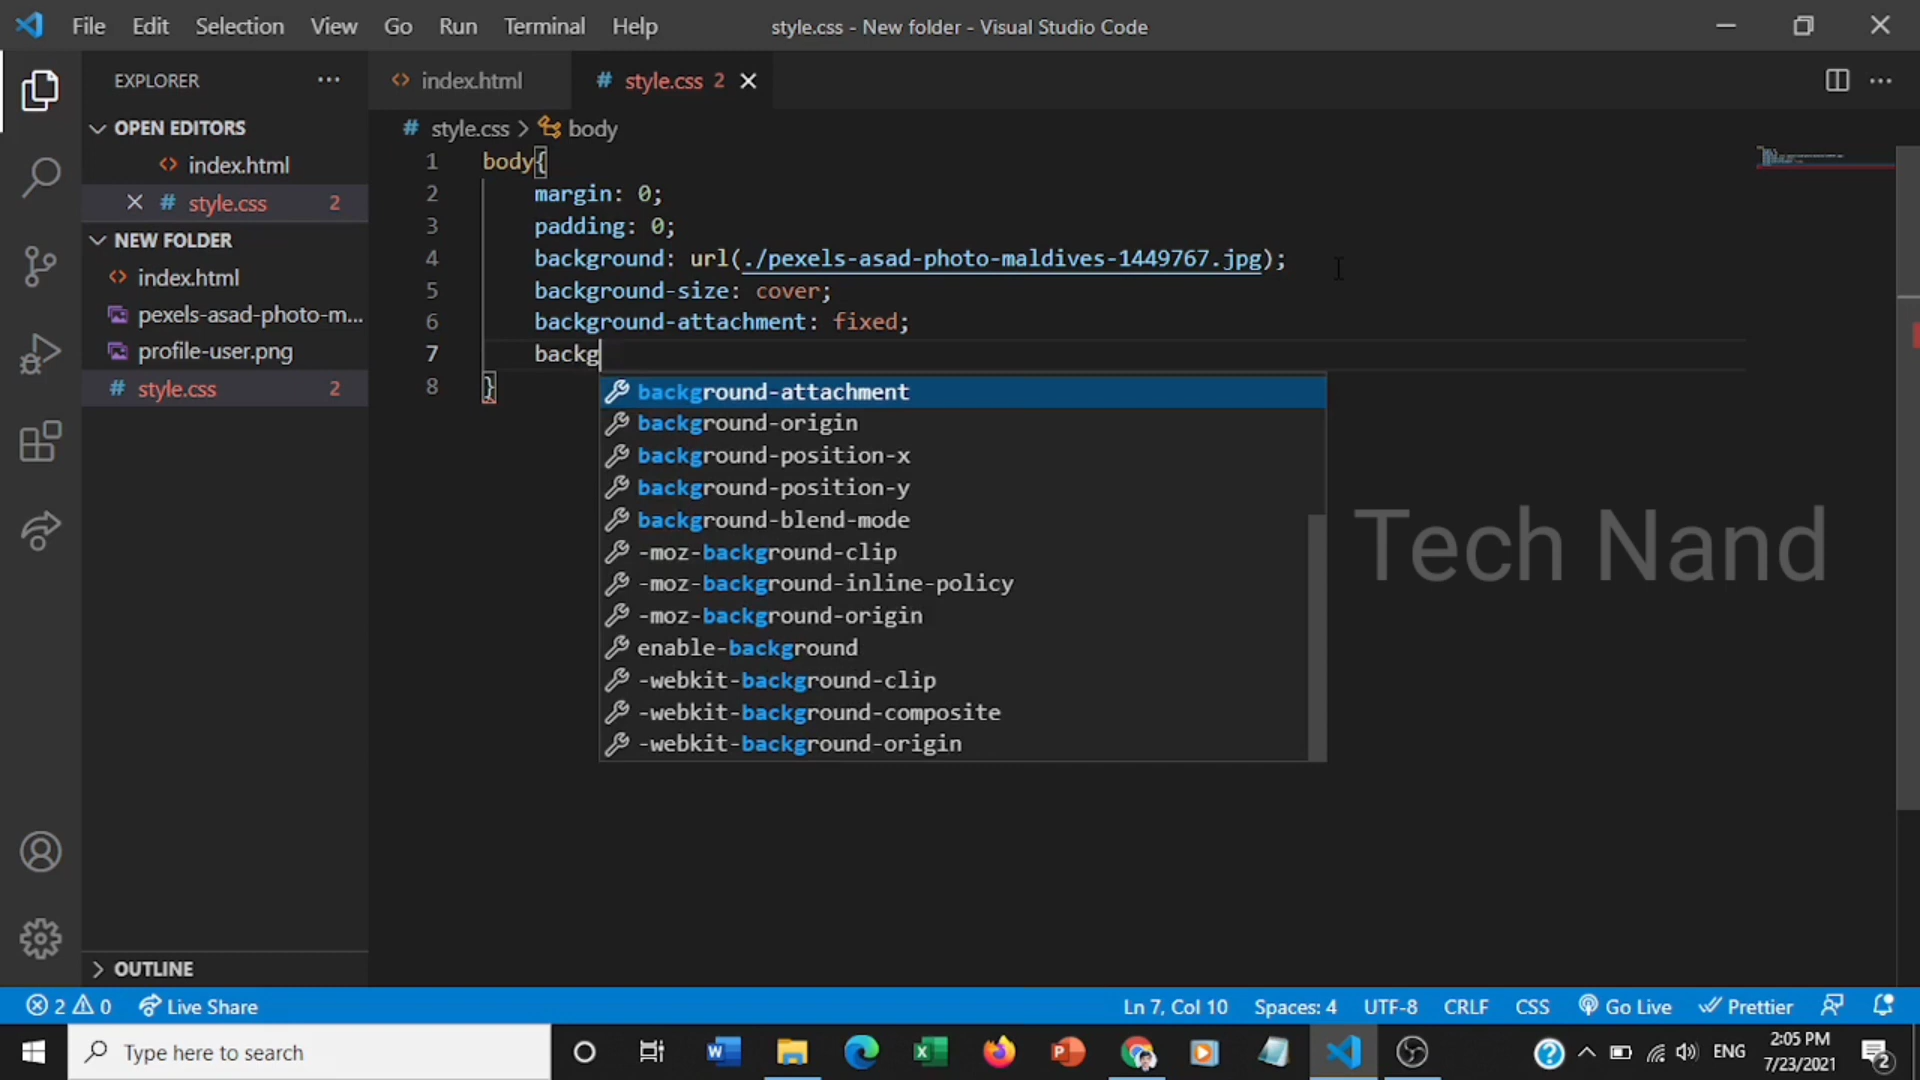 File Edit Selection View Go Run Terminal Help
style.css - New folder - Visual Studio Code
EXPLORER
OPEN EDITORS
index.html
style.css 2
NEW FOLDER
index.html
pexels-asad-photo-m...
profile-user.png
style.css 2
OUTLINE
index.html
style.css 2
# style.css > body
1 body{
2 margin: 0;
3 padding: 0;
4 background: url(./pexels-asad-photo-maldives-1449767.jpg);
5 background-size: cover;
6 background-attachment: fixed;
7 backg
8 }
background-attachment
background-origin
background-position-x
background-position-y
background-blend-mode
-moz-background-clip
-moz-background-inline-policy
-moz-background-origin
enable-background
-webkit-background-clip
-webkit-background-composite
-webkit-background-origin
Tech Nand
2 0 Live Share
Ln 7, Col 10 Spaces: 4 UTF-8 CRLF CSS Go Live Prettier
Type here to search
ENG
2:05 PM
7/23/2021
2